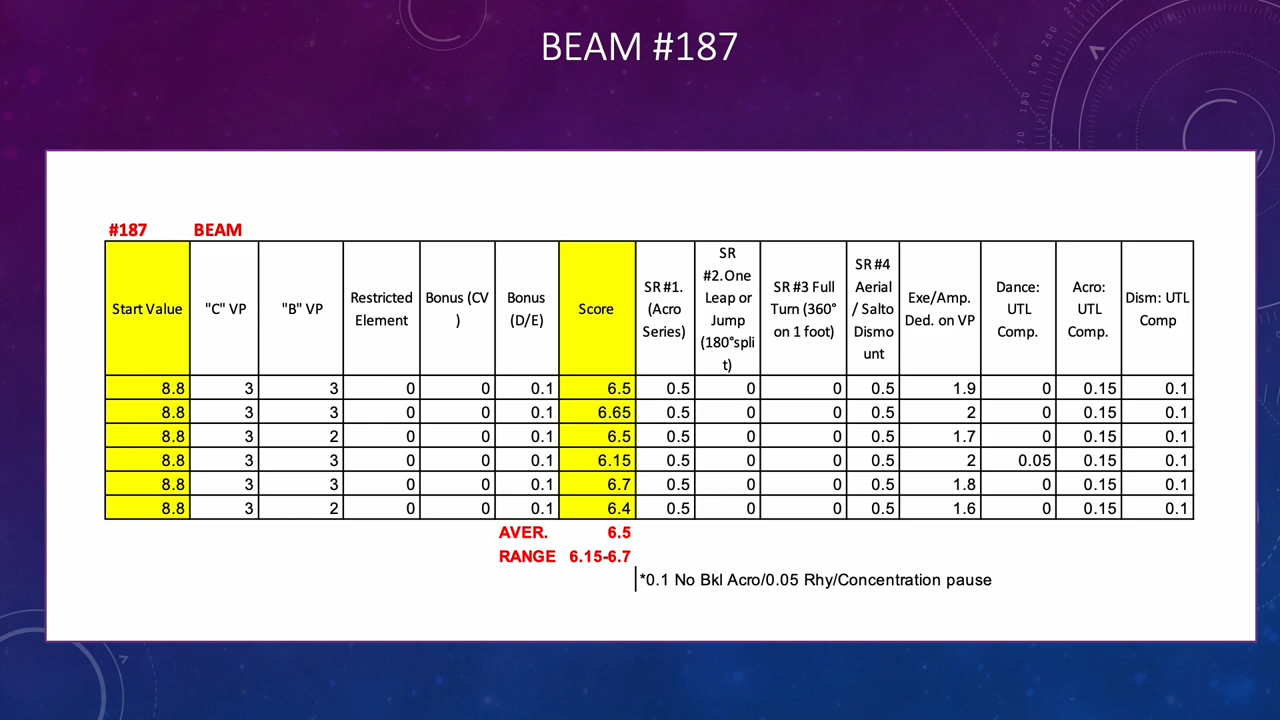 BEAM #187
#187 BEAM
Start Value "C" VP "B" VP Restricted Element Bonus (CV ) Bonus (D/E) Score SR #1. (Acro Series) SR #2.One Leap or Jump (180°split) SR #3 Full Turn (360° on 1 foot) SR #4 Aerial / Salto Dismount Exe/Amp. Ded. on VP Dance: UTL Comp. Acro: UTL Comp. Dism: UTL Comp
8.8 3 3 0 0 0.1 6.5 0.5 0 0 0.5 1.9 0 0.15 0.1
8.8 3 3 0 0 0.1 6.65 0.5 0 0 0.5 2 0 0.15 0.1
8.8 3 2 0 0 0.1 6.5 0.5 0 0 0.5 1.7 0 0.15 0.1
8.8 3 3 0 0 0.1 6.15 0.5 0 0 0.5 2 0.05 0.15 0.1
8.8 3 3 0 0 0.1 6.7 0.5 0 0 0.5 1.8 0 0.15 0.1
8.8 3 2 0 0 0.1 6.4 0.5 0 0 0.5 1.6 0 0.15 0.1
AVER. 6.5
RANGE 6.15-6.7
*0.1 No Bkl Acro/0.05 Rhy/Concentration pause